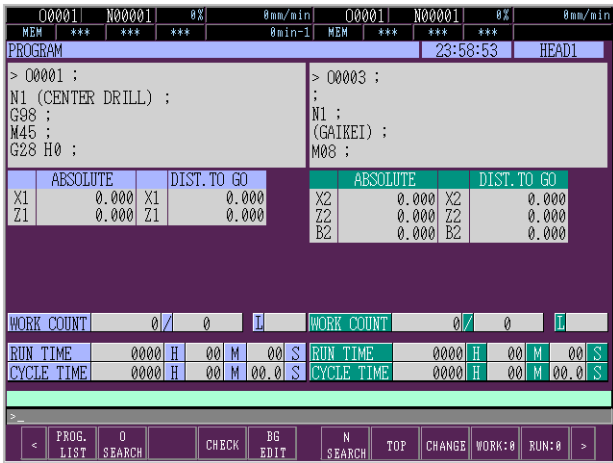 O0001 N00001 0% 0mm/min O0001 N00001 0% 0mm/min
MEM *** *** *** 0min-1 MEM *** *** ***
PROGRAM 23:58:53 HEAD1
> O0001 ; > O0003 ;
;
N1 (CENTER DRILL) ; N1 ;
G98 ; (GAIKEI) ;
M45 ; M08 ;
G28 H0 ;
ABSOLUTE DIST.TO GO ABSOLUTE DIST.TO GO
X1 0.000 X1 0.000 X2 0.000 X2 0.000
Z1 0.000 Z1 0.000 Z2 0.000 Z2 0.000
B2 0.000 B2 0.000
WORK COUNT 0/ 0 L WORK COUNT 0/ 0 L
RUN TIME 0000 H 00 M 00 S RUN TIME 0000 H 00 M 00 S
CYCLE TIME 0000 H 00 M 00.0 S CYCLE TIME 0000 H 00 M 00.0 S
>_
< PROG. LIST O SEARCH CHECK BG EDIT N SEARCH TOP CHANGE WORK:0 RUN:0 >